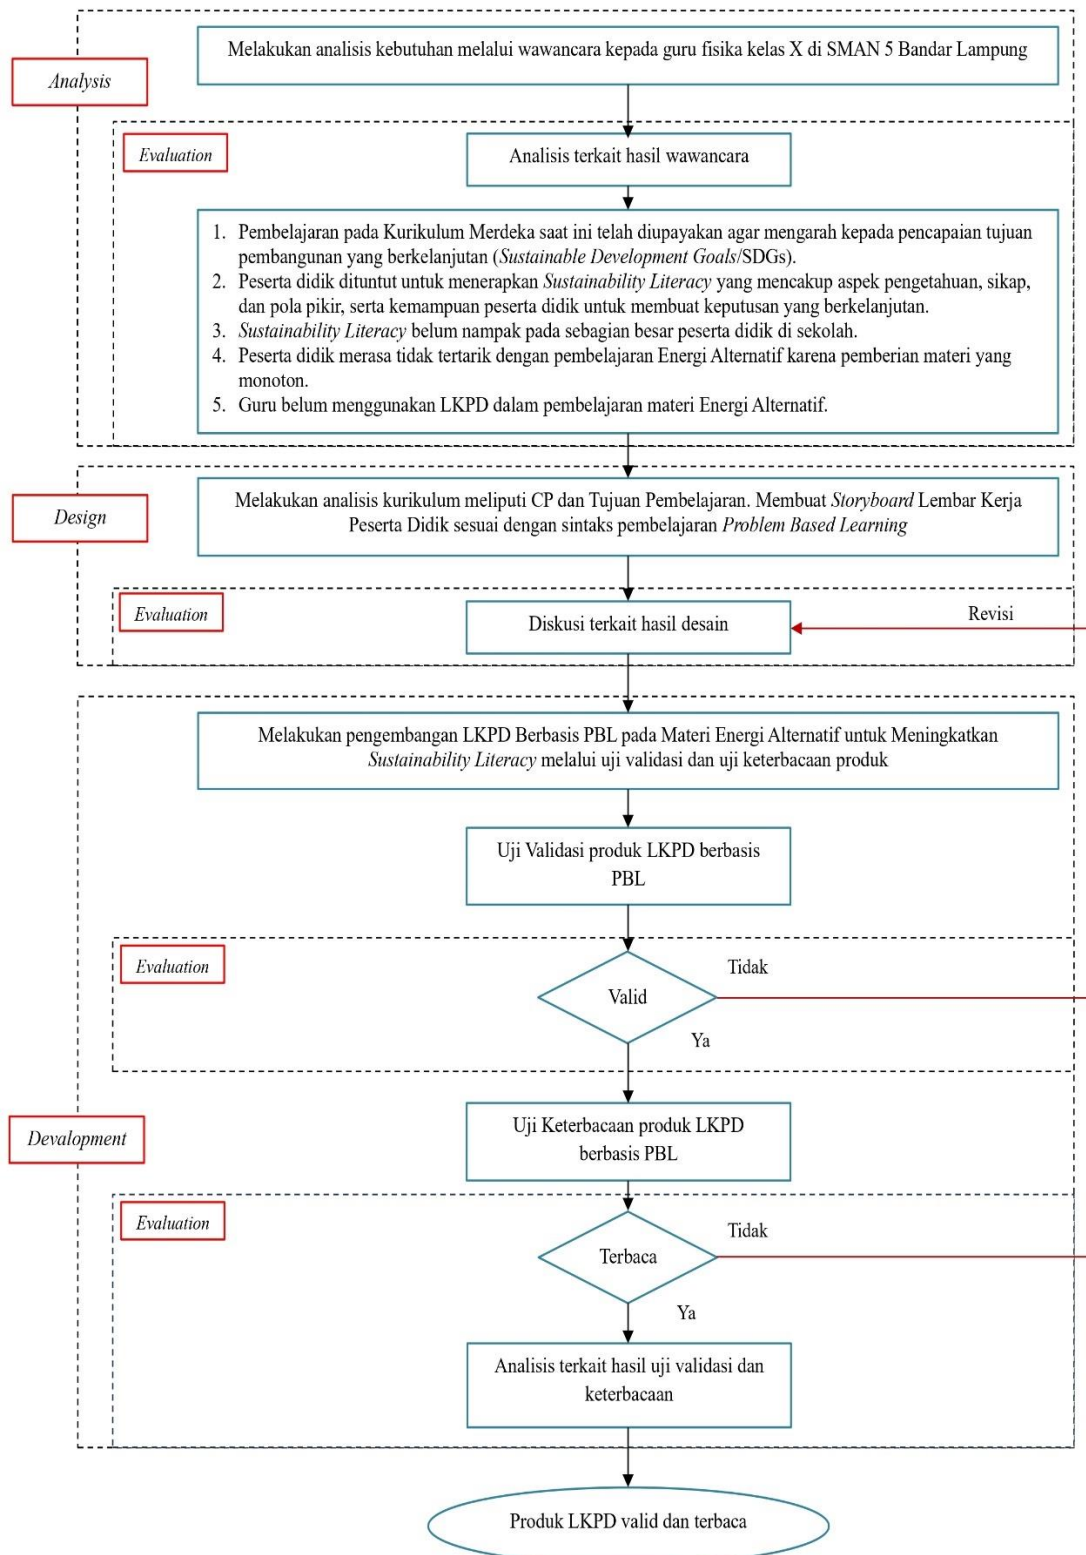 Melakukan analisis kebutuhan melalui wawancara kepada guru fisika kelas X di SMAN 5 Bandar Lampung
Analysis
Evaluation
Analisis terkait hasil wawancara
1. Pembelajaran pada Kurikulum Merdeka saat ini telah diupayakan agar mengarah kepada pencapaian tujuan
pembangunan yang berkelanjutan (Sustainable Development Goals/SDGs).
2. Peserta didik dituntut untuk menerapkan Sustainability Literacy yang mencakup aspek pengetahuan, sikap,
dan pola pikir, serta kemampuan peserta didik untuk membuat keputusan yang berkelanjutan.
3. Sustainability Literacy belum nampak pada sebagian besar peserta didik di sekolah.
4. Peserta didik merasa tidak tertarik dengan pembelajaran Energi Alternatif karena pemberian materi yang
monoton.
5. Guru belum menggunakan LKPD dalam pembelajaran materi Energi Alternatif.
Design
Melakukan analisis kurikulum meliputi CP dan Tujuan Pembelajaran. Membuat Storyboard Lembar Kerja
Peserta Didik sesuai dengan sintaks pembelajaran Problem Based Learning
Evaluation
Diskusi terkait hasil desain
Revisi
Melakukan pengembangan LKPD Berbasis PBL pada Materi Energi Alternatif untuk Meningkatkan
Sustainability Literacy melalui uji validasi dan uji keterbacaan produk
Uji Validasi produk LKPD berbasis
PBL
Evaluation
Valid
Tidak
Ya
Devalopment
Uji Keterbacaan produk LKPD
berbasis PBL
Evaluation
Terbaca
Tidak
Ya
Analisis terkait hasil uji validasi dan
keterbacaan
Produk LKPD valid dan terbaca